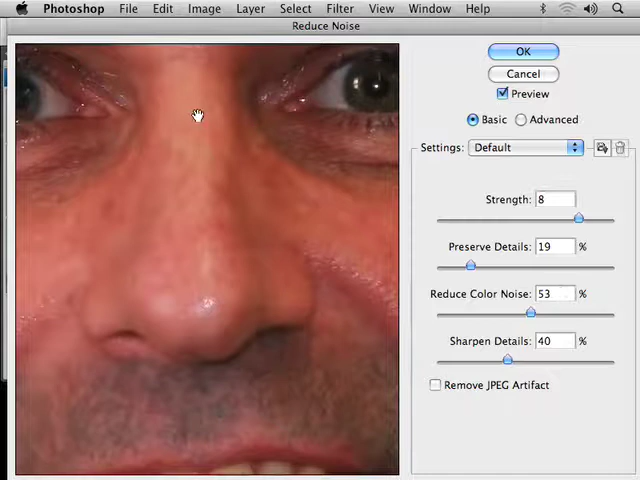 Photoshop File Edit Image Layer Select Filter View Window Help
Reduce Noise
OK
Cancel
Preview
Basic Advanced
Settings: Default
Strength: 8
Preserve Details: 19 %
Reduce Color Noise: 53 %
Sharpen Details: 40 %
Remove JPEG Artifact